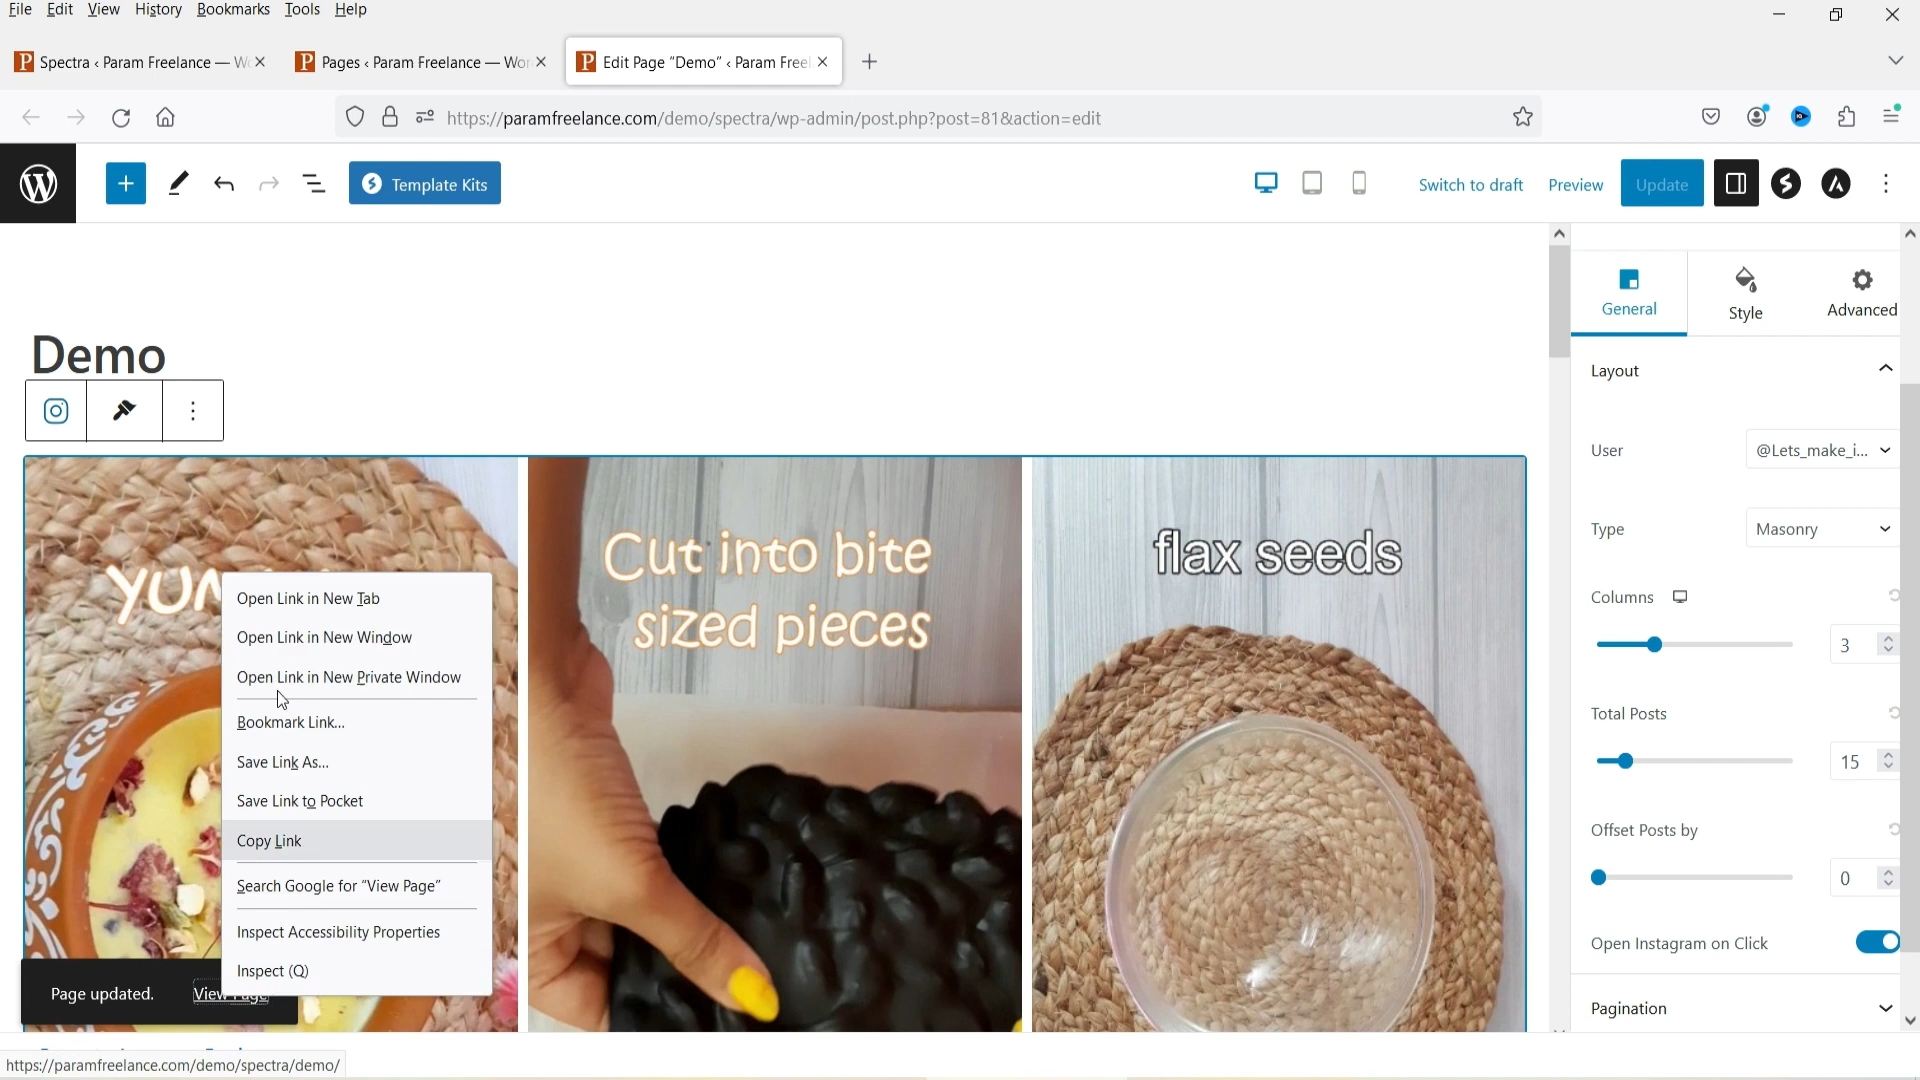 File Edit View History Bookmarks Tools Help
Spectra ‹ Param Freelance — Wo
Pages ‹ Param Freelance — Wor
Edit Page "Demo" ‹ Param Freel
https://paramfreelance.com/demo/spectra/wp-admin/post.php?post=81&action=edit
Template Kits
Switch to draft
Preview
Update
General
Style
Advanced
Demo
Layout
User
@Lets_make_i...
Type
Masonry
Columns
3
Total Posts
15
Offset Posts by
0
Open Instagram on Click
Pagination
Cut into bite
sized pieces
flax seeds
Open Link in New Tab
Open Link in New Window
Open Link in New Private Window
Bookmark Link...
Save Link As...
Save Link to Pocket
Copy Link
Search Google for "View Page"
Inspect Accessibility Properties
Inspect (Q)
Page updated.
View Page
https://paramfreelance.com/demo/spectra/demo/